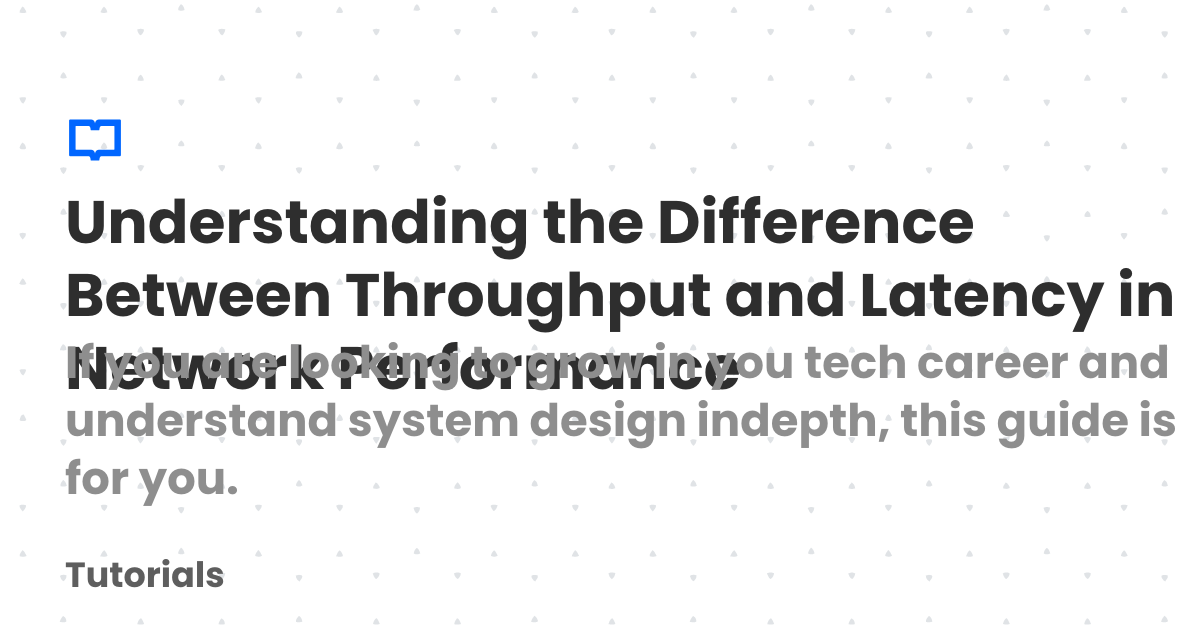 Understanding the Difference
Between Throughput and Latency in
Network Performance
If you are looking to grow in you tech career and
understand system design indepth, this guide is
for you.
Tutorials